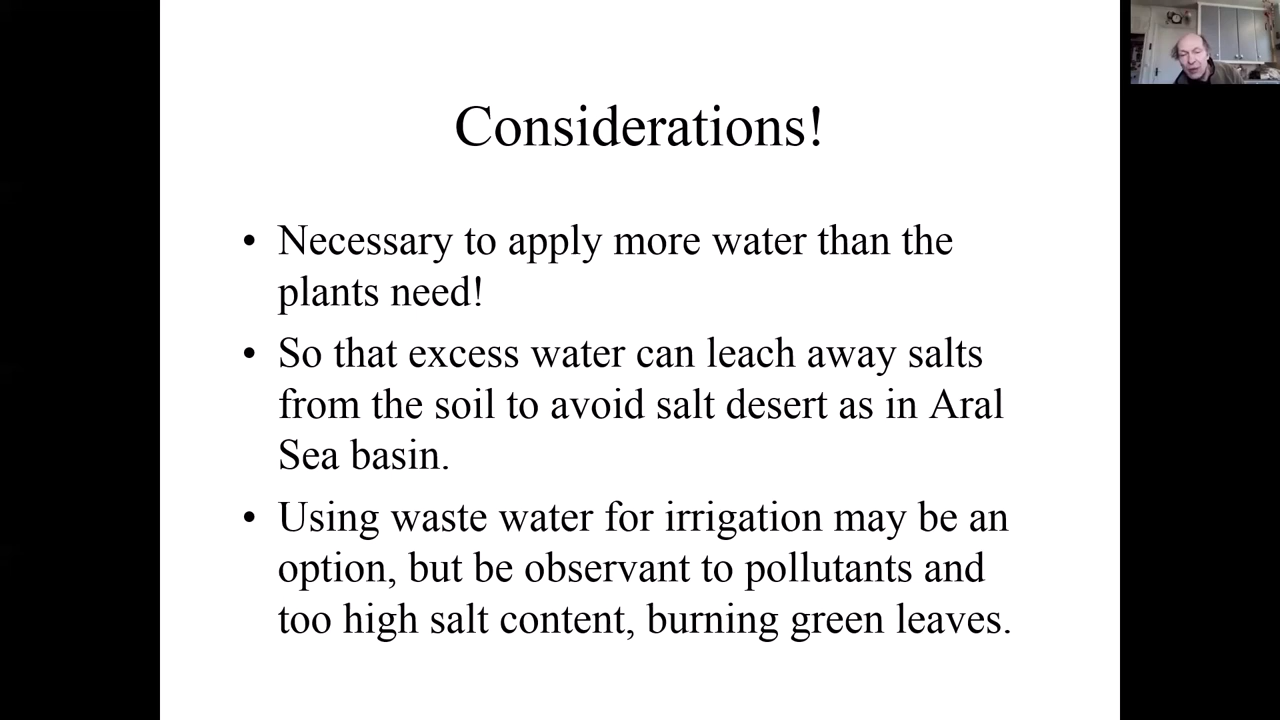 Considerations!
• Necessary to apply more water than the
plants need!
• So that excess water can leach away salts
from the soil to avoid salt desert as in Aral
Sea basin.
• Using waste water for irrigation may be an
option, but be observant to pollutants and
too high salt content, burning green leaves.